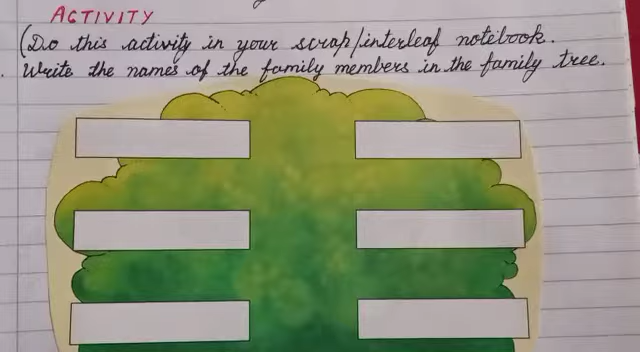 ACTIVITY
(Do this activity in your scrap/interleaf notebook.
Write the names of the family members in the family tree.